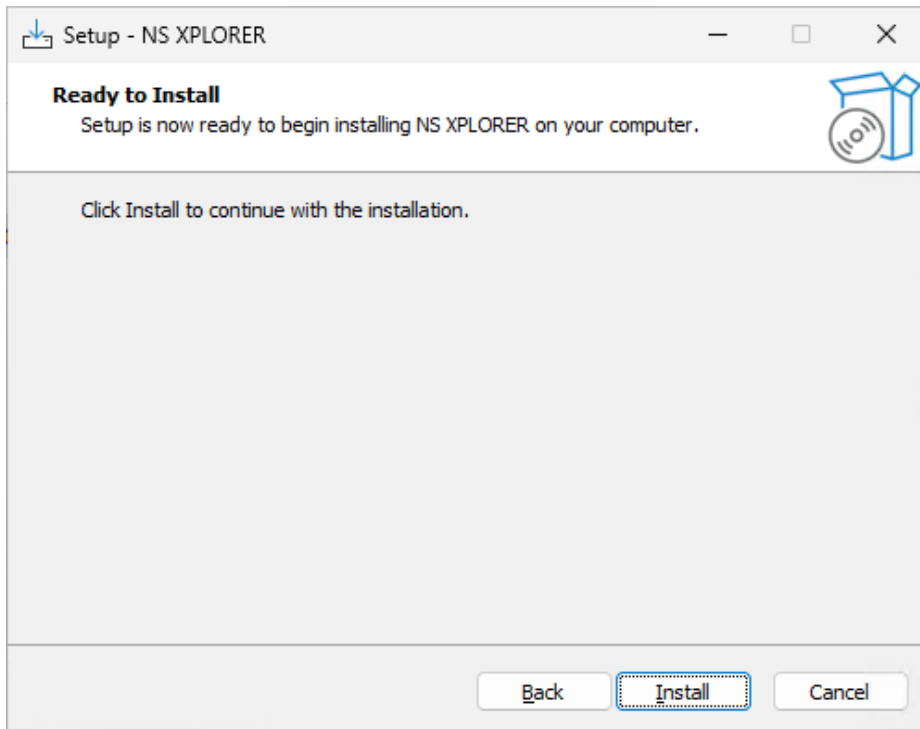 Setup - NS XPLORER
Ready to Install
Setup is now ready to begin installing NS XPLORER on your computer.
Click Install to continue with the installation.
Back Install Cancel